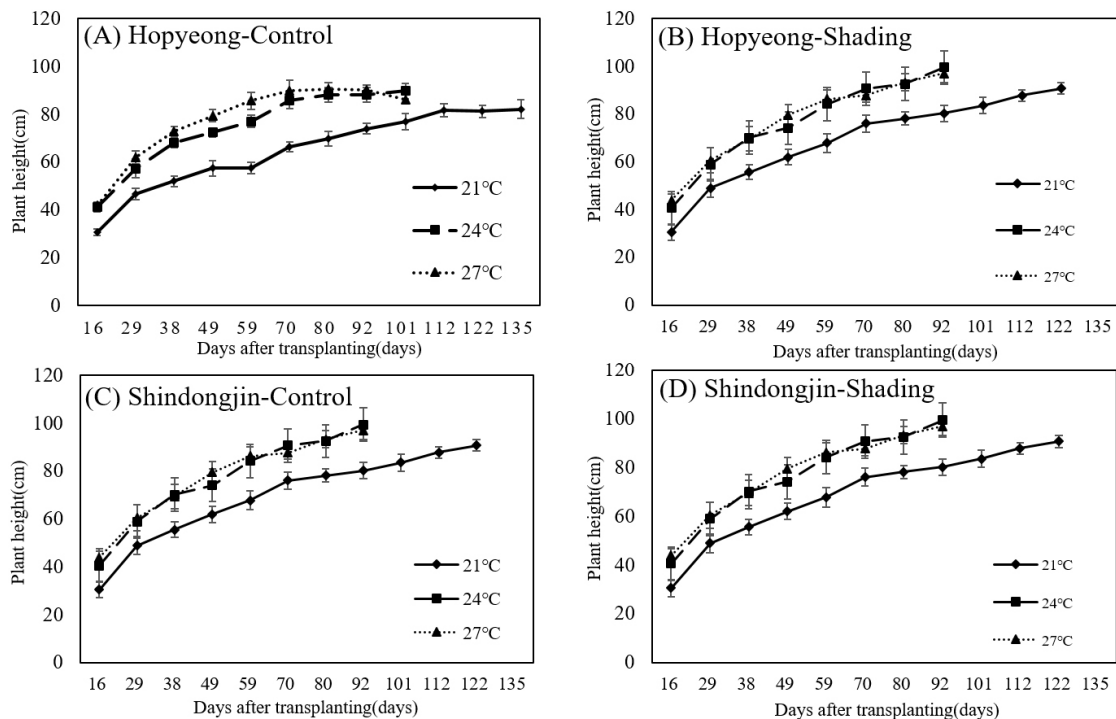 (A) Hopyeong-Control
Plant height(cm)
120
100
80
60
40
20
0
21℃
24℃
27℃
16 29 38 49 59 70 80 92 101 112 122 135
Days after transplanting(days)
(B) Hopyeong-Shading
Plant height(cm)
120
100
80
60
40
20
0
21℃
24℃
27℃
16 29 38 49 59 70 80 92 101 112 122 135
Days after transplanting(days)
(C) Shindongjin-Control
Plant height(cm)
120
100
80
60
40
20
0
21℃
24℃
27℃
16 29 38 49 59 70 80 92 101 112 122 135
Days after transplanting(days)
(D) Shindongjin-Shading
Plant height(cm)
120
100
80
60
40
20
0
21℃
24℃
27℃
16 29 38 49 59 70 80 92 101 112 122 135
Days after transplanting(days)